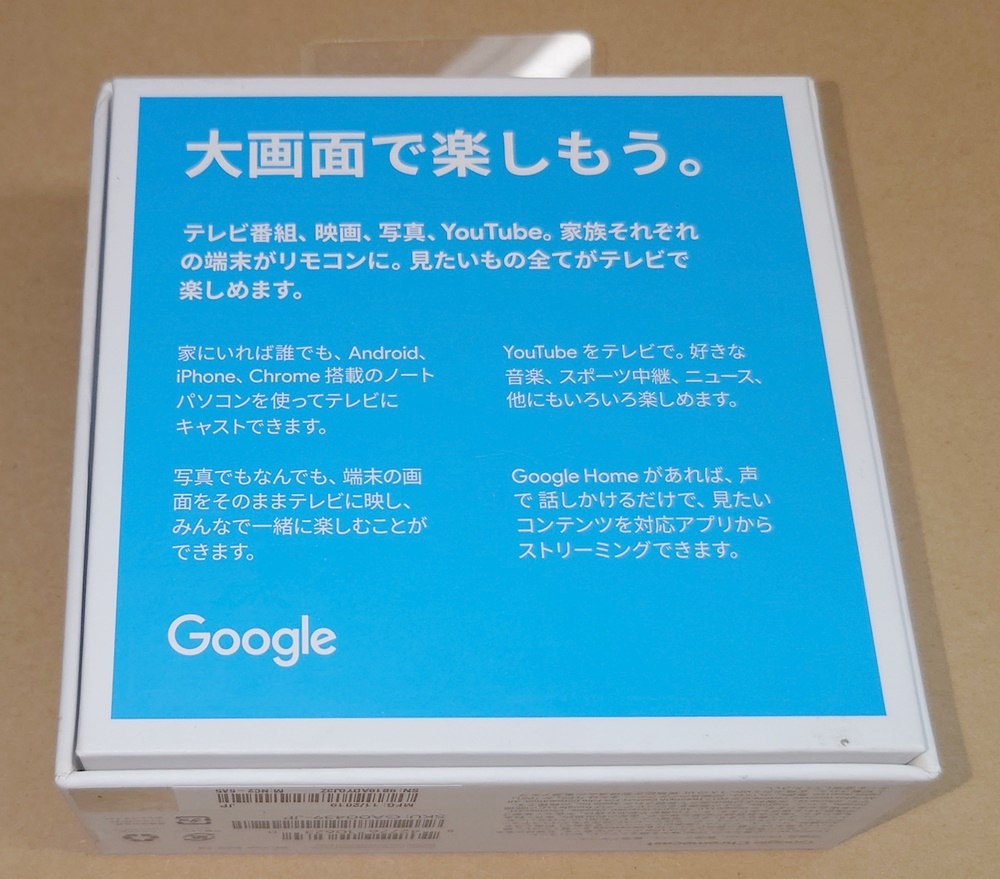 大画面で楽しもう。
テレビ番組、映画、写真、YouTube。家族それぞれ
の端末がリモコンに。見たいもの全てがテレビで
楽しめます。
家にいれば誰でも、Android、
iPhone、Chrome 搭載のノート
パソコンを使ってテレビに
キャストできます。
写真でもなんでも、端末の画
面をそのままテレビに映し、
みんなで一緒に楽しむことが
できます。
YouTube をテレビで。好きな
音楽、スポーツ中継、ニュース、
他にもいろいろ楽しめます。
Google Home があれば、声
で 話しかけるだけで、見たい
コンテンツを対応アプリから
ストリーミングできます。
Google
MFG: 11/2019
SKU: GA00439-JP
Google Chromecast